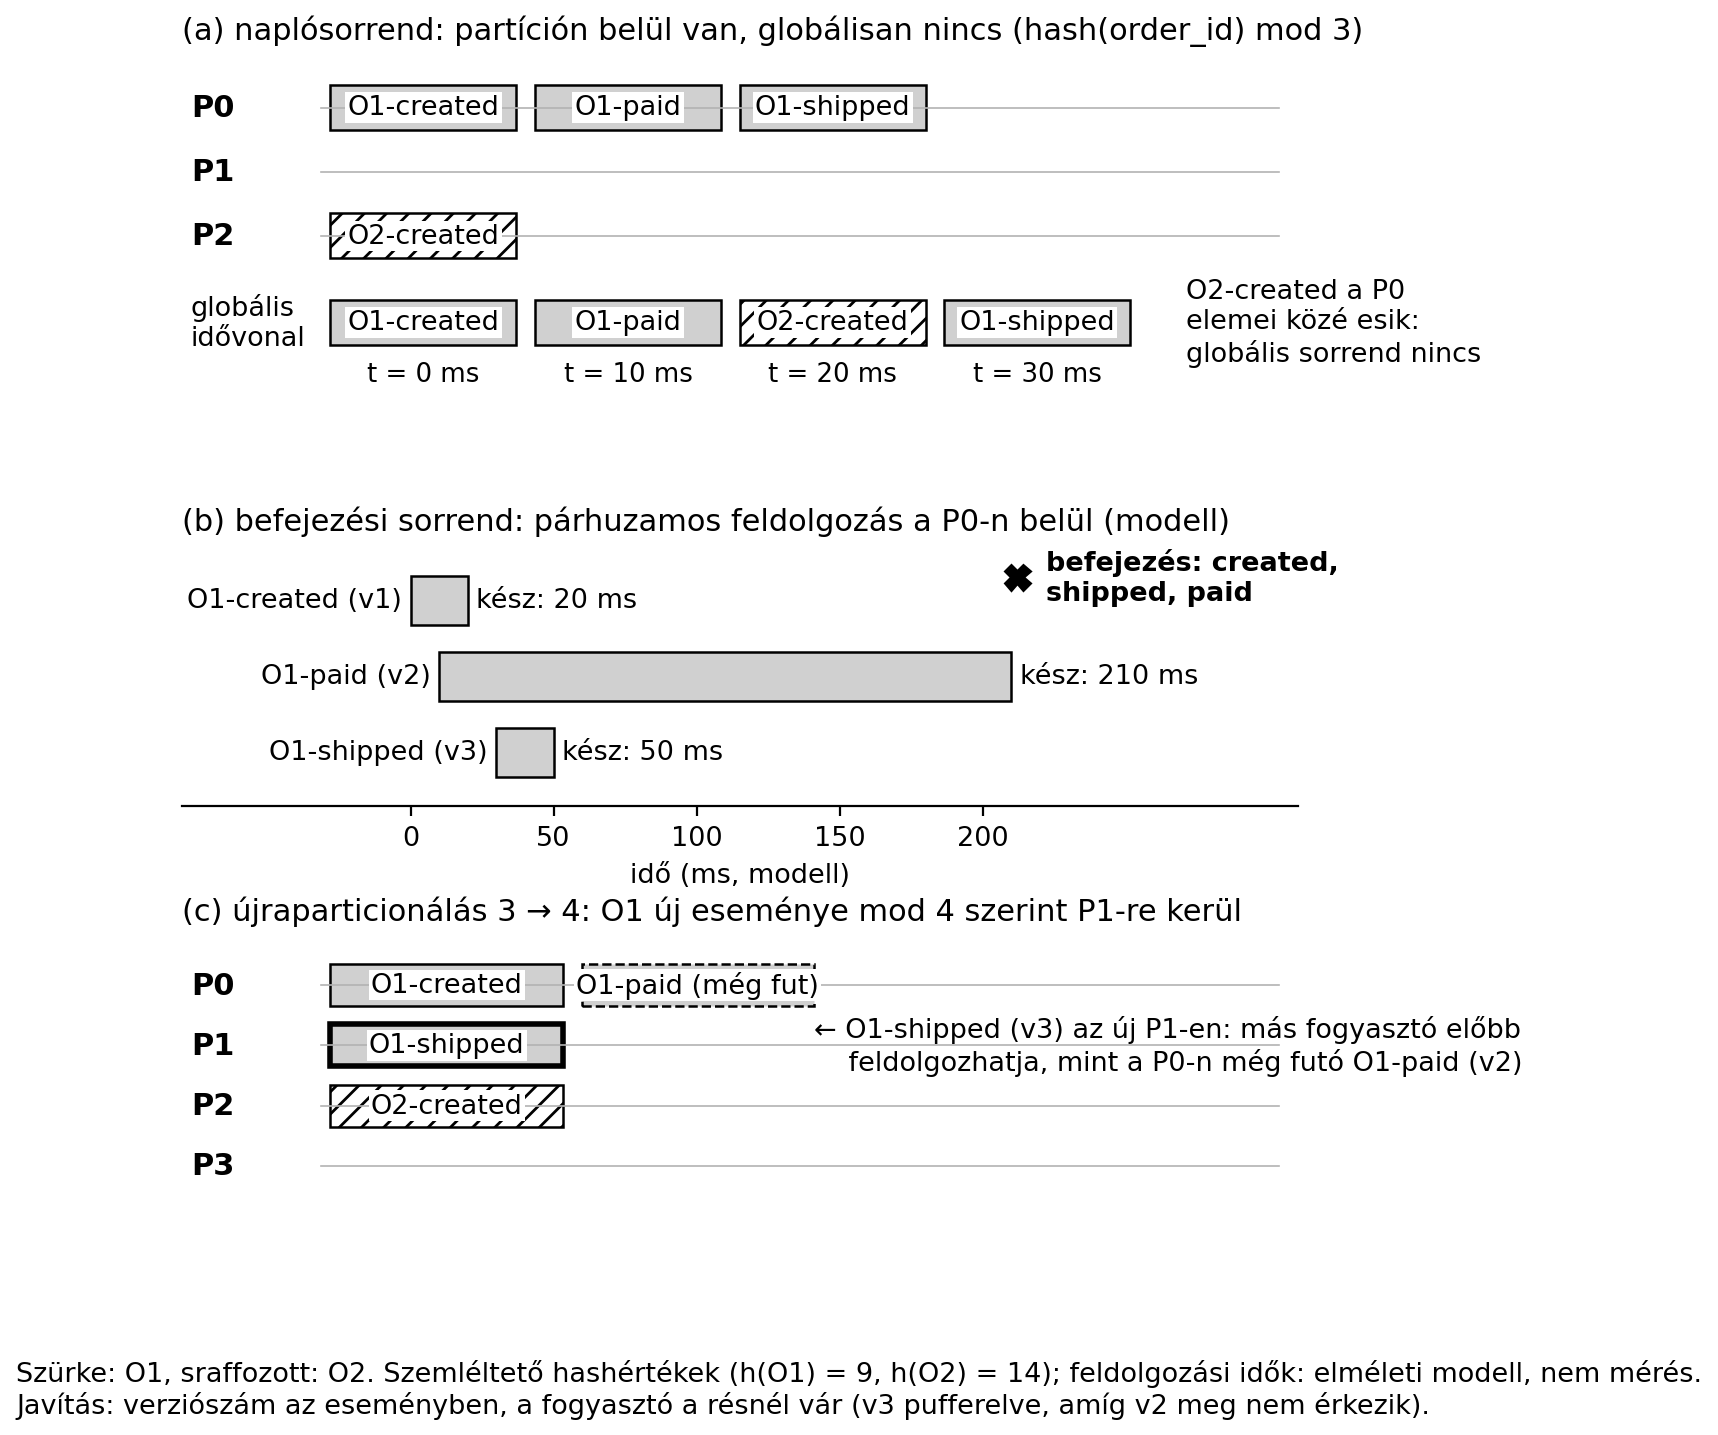 (a) naplósorrend: partíción belül van, globálisan nincs (hash(order_id) mod 3)
P0
O1-created
O1-paid
O1-shipped
P1
P2
O2-created
globális
idővonal
O1-created
O1-paid
O2-created
O1-shipped
t = 0 ms
t = 10 ms
t = 20 ms
t = 30 ms
O2-created a P0
elemei közé esik:
globális sorrend nincs
(b) befejezési sorrend: párhuzamos feldolgozás a P0-n belül (modell)
✖ befejezés: created,
shipped, paid
O1-created (v1)
kész: 20 ms
O1-paid (v2)
kész: 210 ms
O1-shipped (v3)
kész: 50 ms
0
50
100
150
200
idő (ms, modell)
(c) újraparticionálás 3 → 4: O1 új eseménye mod 4 szerint P1-re kerül
P0
O1-created
O1-paid (még fut)
P1
O1-shipped
← O1-shipped (v3) az új P1-en: más fogyasztó előbb
feldolgozhatja, mint a P0-n még futó O1-paid (v2)
P2
O2-created
P3
Szürke: O1, sraffozott: O2. Szemléltető hashértékek (h(O1) = 9, h(O2) = 14); feldolgozási idők: elméleti modell, nem mérés.
Javítás: verziószám az eseményben, a fogyasztó a résnél vár (v3 pufferelve, amíg v2 meg nem érkezik).